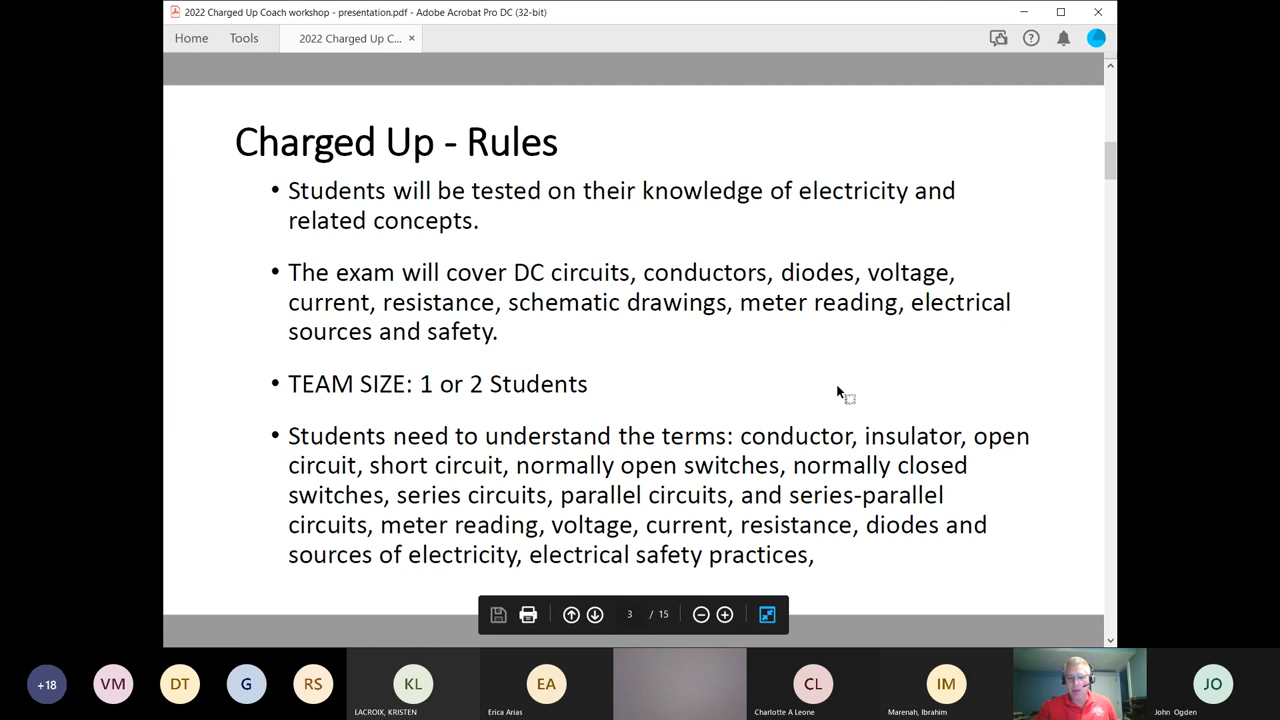 2022 Charged Up Coach workshop - presentation.pdf - Adobe Acrobat Pro DC (32-bit)
Home Tools 2022 Charged Up C...
Charged Up - Rules
• Students will be tested on their knowledge of electricity and
related concepts.
• The exam will cover DC circuits, conductors, diodes, voltage,
current, resistance, schematic drawings, meter reading, electrical
sources and safety.
• TEAM SIZE: 1 or 2 Students
• Students need to understand the terms: conductor, insulator, open
circuit, short circuit, normally open switches, normally closed
switches, series circuits, parallel circuits, and series-parallel
circuits, meter reading, voltage, current, resistance, diodes and
sources of electricity, electrical safety practices,
3 / 15
+18 VM DT G RS KL EA CL IM JO
LACROIX, KRISTEN Erica Arias Charlotte A Leone Marenah, Ibrahim John Ogden